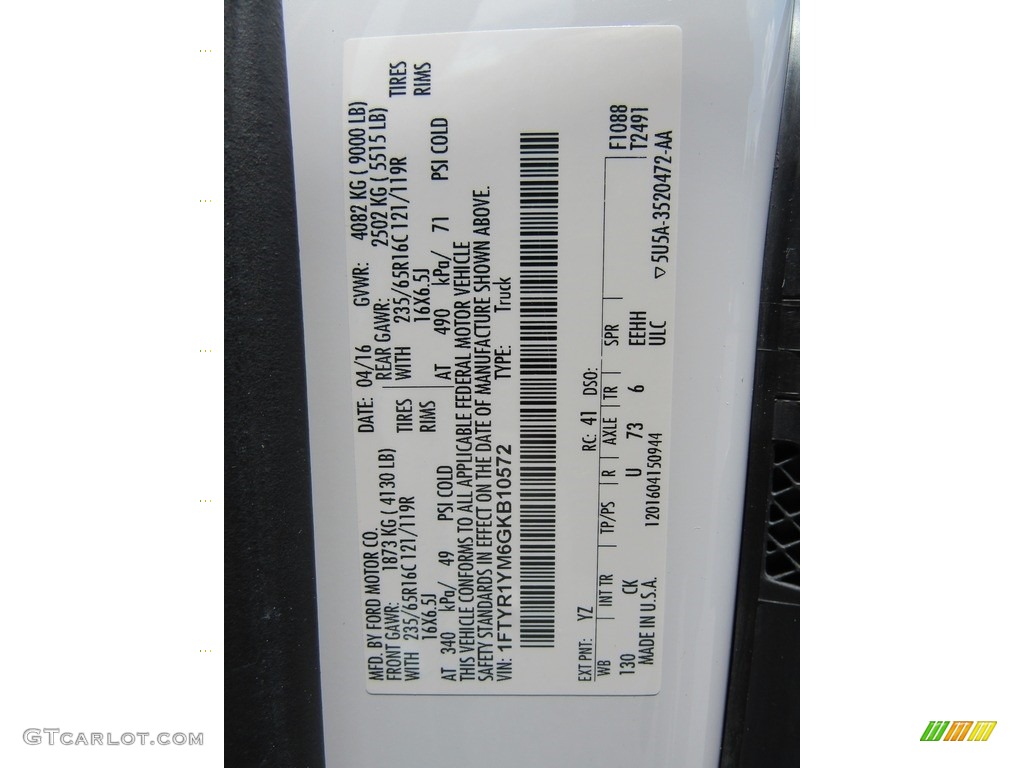 MFD. BY FORD MOTOR CO. DATE: 04/16 GVWR: 4082 KG ( 9000 LB)
FRONT GAWR: 1873 KG ( 4130 LB) REAR GAWR: 2502 KG ( 5515 LB)
WITH 235/65R16C 121/119R TIRES WITH 235/65R16C 121/119R TIRES
16X6.5J RIMS 16X6.5J RIMS
AT 340 kPa/ 49 PSI COLD AT 490 kPa/ 71 PSI COLD
THIS VEHICLE CONFORMS TO ALL APPLICABLE FEDERAL MOTOR VEHICLE
SAFETY STANDARDS IN EFFECT ON THE DATE OF MANUFACTURE SHOWN ABOVE.
VIN: 1FTYR1YM6GKB10572 TYPE: Truck
EXT PNT: YZ RC: 41 DSO:
WB INT TR TP/PS R AXLE TR SPR F1088
130 CK U 73 6 EEHH T2491
MADE IN U.S.A. 1201604150944 ULC ▽5U5A-3520472-AA
GTCARLOT.COM